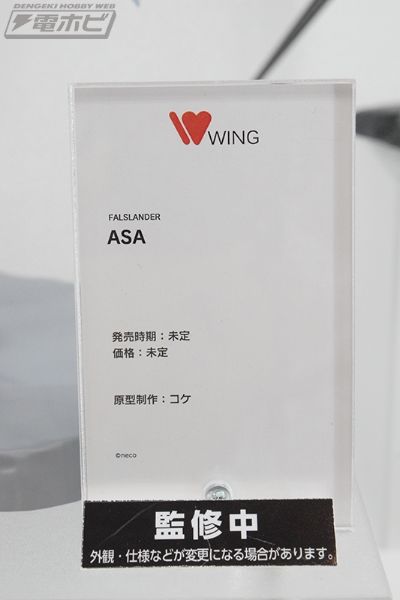 DENGEKI HOBBY WEB
電ホビ
WING
FALSLANDER
ASA
発売時期：未定
価格：未定
原型制作：コケ
©neco
監修中
外観・仕様などが変更になる場合があります。